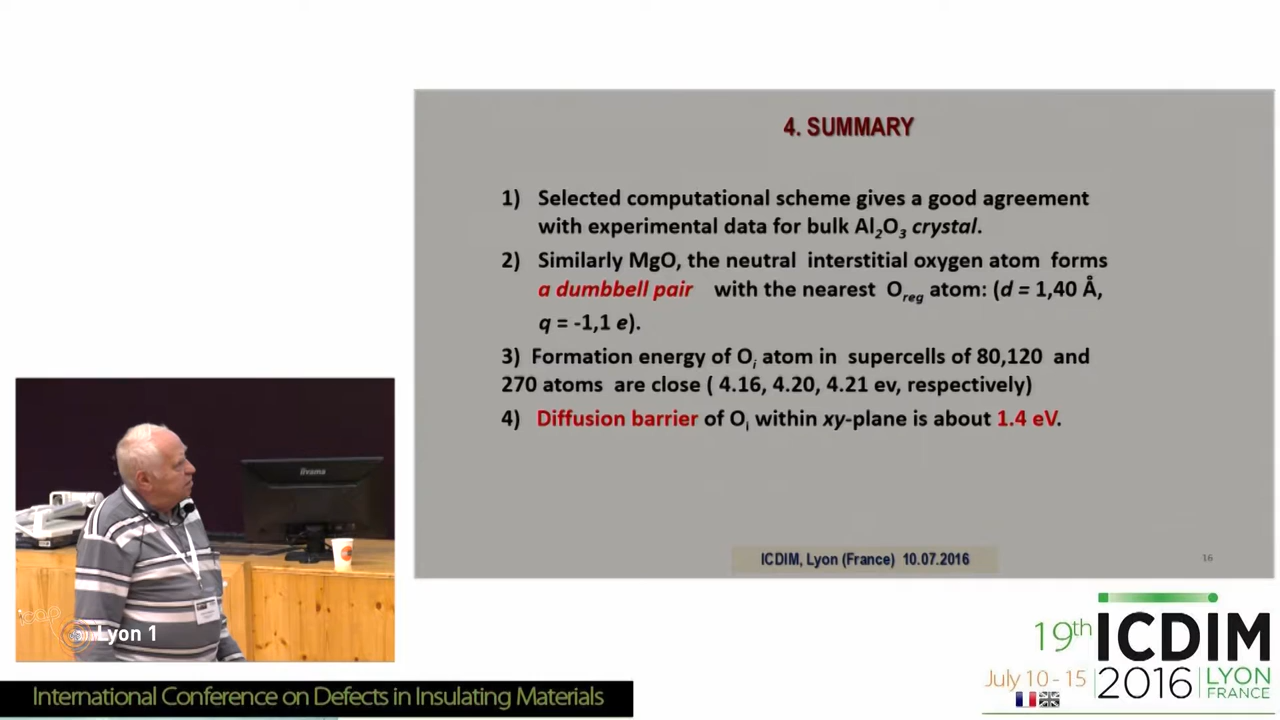 4. SUMMARY
1) Selected computational scheme gives a good agreement
with experimental data for bulk Al₂O₃ crystal.
2) Similarly MgO, the neutral interstitial oxygen atom forms
a dumbbell pair with the nearest Oreg atom: (d = 1,40 Å,
q = -1,1 e).
3) Formation energy of Oi atom in supercells of 80,120 and
270 atoms are close ( 4.16, 4.20, 4.21 ev, respectively)
4) Diffusion barrier of Oi within xy-plane is about 1.4 eV.
ICDIM, Lyon (France) 10.07.2016
16
iiyama
icap
Lyon 1
19th ICDIM
July 10 - 15 2016 LYON
FRANCE
International Conference on Defects in Insulating Materials